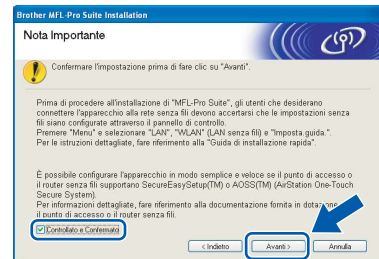 Brother MFL-Pro Suite Installation
Nota Importante
Confermare l'impostazione prima di fare clic su "Avanti".
Prima di procedere all'installazione di "MFL-Pro Suite", gli utenti che desiderano
connettere l'apparecchio alla rete senza fili devono accertarsi che le impostazioni senza
fili siano configurate attraverso il pannello di controllo.
Premere "Menu" e selezionare "LAN", "WLAN" (LAN senza fili) e "Imposta.guida.".
Per le istruzioni dettagliate, fare riferimento alla "Guida di installazione rapida".
È possibile configurare l'apparecchio in modo semplice e veloce se il punto di accesso o
il router senza fili supportano SecureEasySetup(TM) o AOSS(TM) (AirStation One-Touch
Secure System).
Per informazioni dettagliate, fare riferimento alla documentazione fornita in dotazione
il punto di accesso o il router senza fili.
Controllato e Confermato
< Indietro Avanti > Annulla